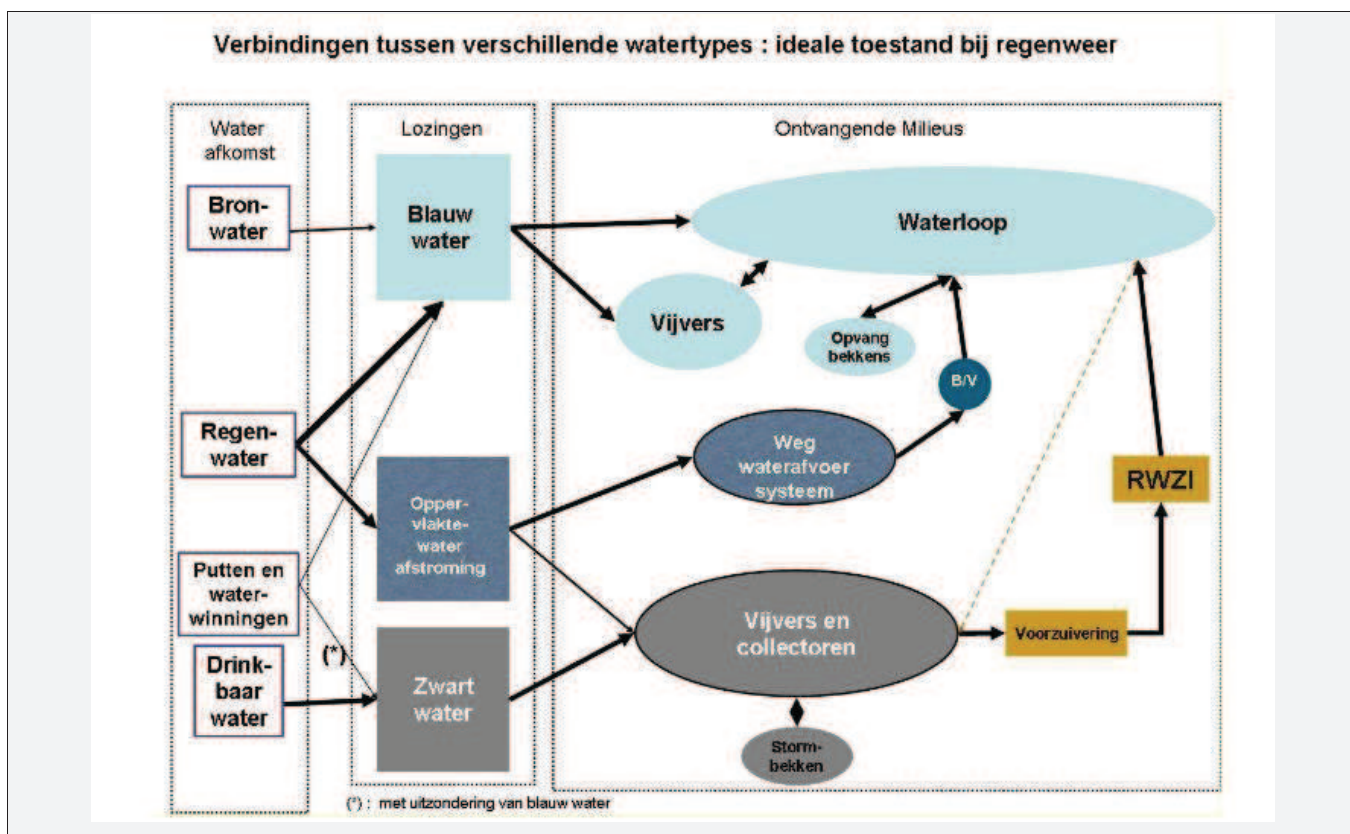 Verbindingen tussen verschillende watertypes : ideale toestand bij regenweer
Water
afkomst
Lozingen
Ontvangende Milieus
Bron-
water
Blauw
water
Waterloop
Vijvers
Opvang
bekkens
B/V
Regen-
water
Weg
waterafvoer
systeem
RWZI
Opper-
vlakte-
water
afstroming
Putten en
water-
winningen
Vijvers en
collectoren
Voorzuivering
(*)
Drink-
baar
water
Zwart
water
Storm-
bekken
(*) : met uitzondering van blauw water